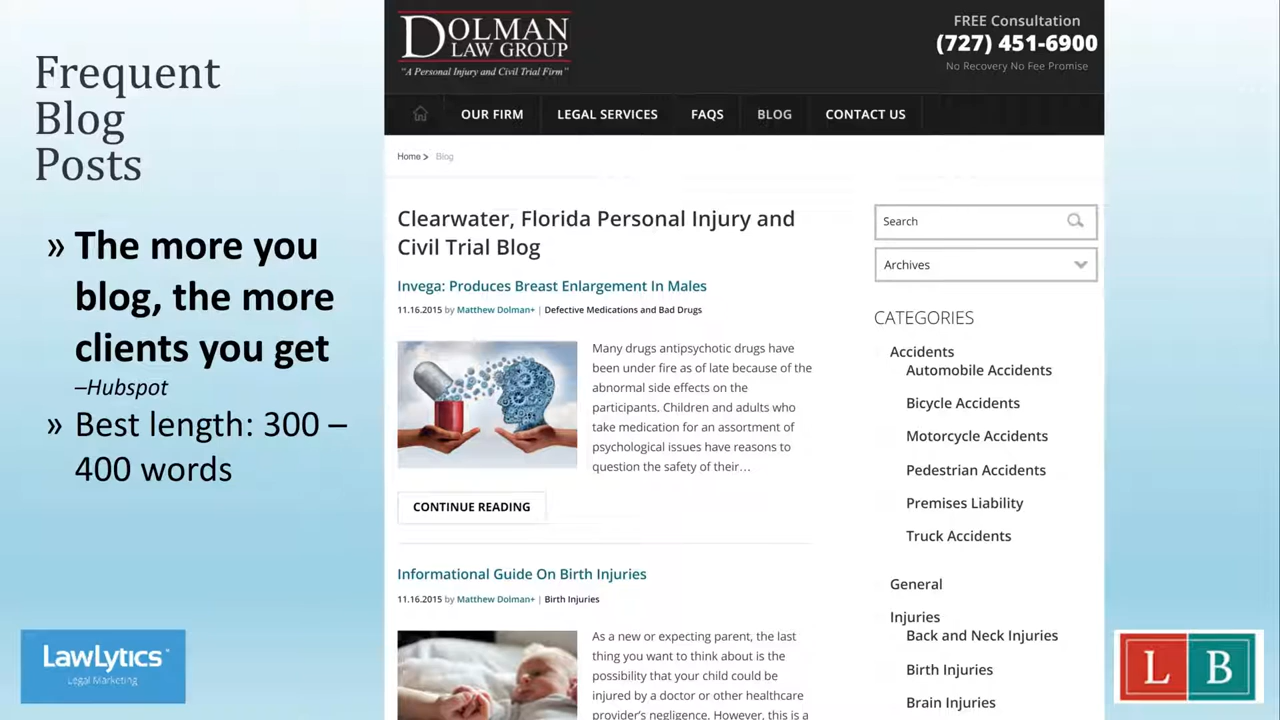 Frequent
Blog
Posts
» The more you
blog, the more
clients you get
–Hubspot
» Best length: 300 –
400 words
LAWLYTICS
Legal Marketing
DOLMAN
LAW GROUP
"A Personal Injury and Civil Trial Firm"
FREE Consultation
(727) 451-6900
No Recovery No Fee Promise
OUR FIRM
LEGAL SERVICES
FAQS
BLOG
CONTACT US
Home > Blog
Clearwater, Florida Personal Injury and
Civil Trial Blog
Invega: Produces Breast Enlargement In Males
11.16.2015 by Matthew Dolman+ | Defective Medications and Bad Drugs
Many drugs antipsychotic drugs have
been under fire as of late because of the
abnormal side effects on the
participants. Children and adults who
take medication for an assortment of
psychological issues have reasons to
question the safety of their…
CONTINUE READING
Informational Guide On Birth Injuries
11.16.2015 by Matthew Dolman+ | Birth Injuries
As a new or expecting parent, the last
thing you want to think about is the
possibility that your child could be
injured by a doctor or other healthcare
provider's negligence. However, this is a
Search
Archives
CATEGORIES
Accidents
Automobile Accidents
Bicycle Accidents
Motorcycle Accidents
Pedestrian Accidents
Premises Liability
Truck Accidents
General
Injuries
Back and Neck Injuries
Birth Injuries
Brain Injuries
L B